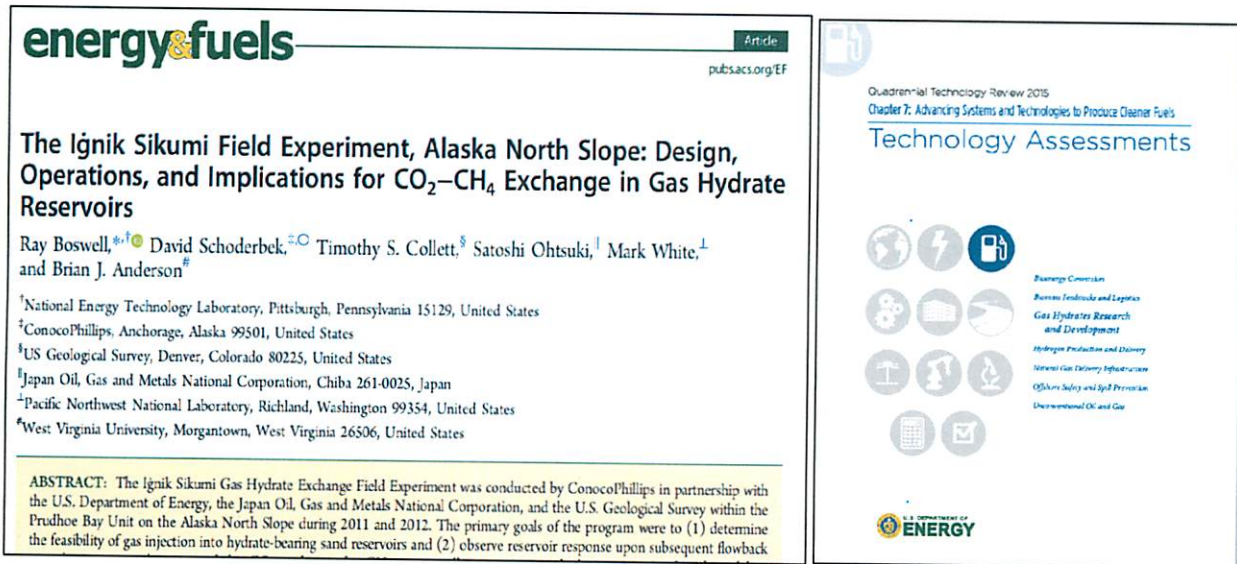 energy&fuels
Article
pubs.acs.org/EF
The Iġnik Sikumi Field Experiment, Alaska North Slope: Design,
Operations, and Implications for CO₂–CH₄ Exchange in Gas Hydrate
Reservoirs
Ray Boswell,*,† David Schoderbek,‡,○ Timothy S. Collett,§ Satoshi Ohtsuki,∥ Mark White,⊥
and Brian J. Anderson#
†National Energy Technology Laboratory, Pittsburgh, Pennsylvania 15129, United States
‡ConocoPhillips, Anchorage, Alaska 99501, United States
§US Geological Survey, Denver, Colorado 80225, United States
∥Japan Oil, Gas and Metals National Corporation, Chiba 261-0025, Japan
⊥Pacific Northwest National Laboratory, Richland, Washington 99354, United States
#West Virginia University, Morgantown, West Virginia 26506, United States
ABSTRACT: The Iġnik Sikumi Gas Hydrate Exchange Field Experiment was conducted by ConocoPhillips in partnership with
the U.S. Department of Energy, the Japan Oil, Gas and Metals National Corporation, and the U.S. Geological Survey within the
Prudhoe Bay Unit on the Alaska North Slope during 2011 and 2012. The primary goals of the program were to (1) determine
the feasibility of gas injection into hydrate-bearing sand reservoirs and (2) observe reservoir response upon subsequent flowback
Quadrennial Technology Review 2015
Chapter 7: Advancing Systems and Technologies to Produce Cleaner Fuels
Technology Assessments
Bioenergy Conversion
Biomass Feedstocks and Logistics
Gas Hydrates Research
and Development
Hydrogen Production and Delivery
Natural Gas Delivery Infrastructure
Offshore Safety and Spill Prevention
Unconventional Oil and Gas
U.S. DEPARTMENT OF
ENERGY